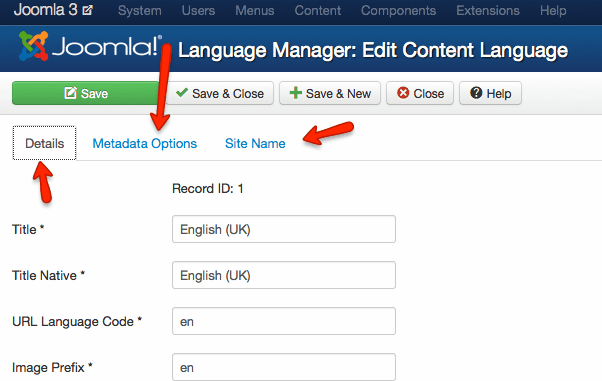 Joomla 3 System Users Menus Content Components Extensions Help
Joomla!® Language Manager: Edit Content Language
Save Save & Close Save & New Close Help
Details Metadata Options Site Name
Record ID: 1
Title * English (UK)
Title Native * English (UK)
URL Language Code * en
Image Prefix * en